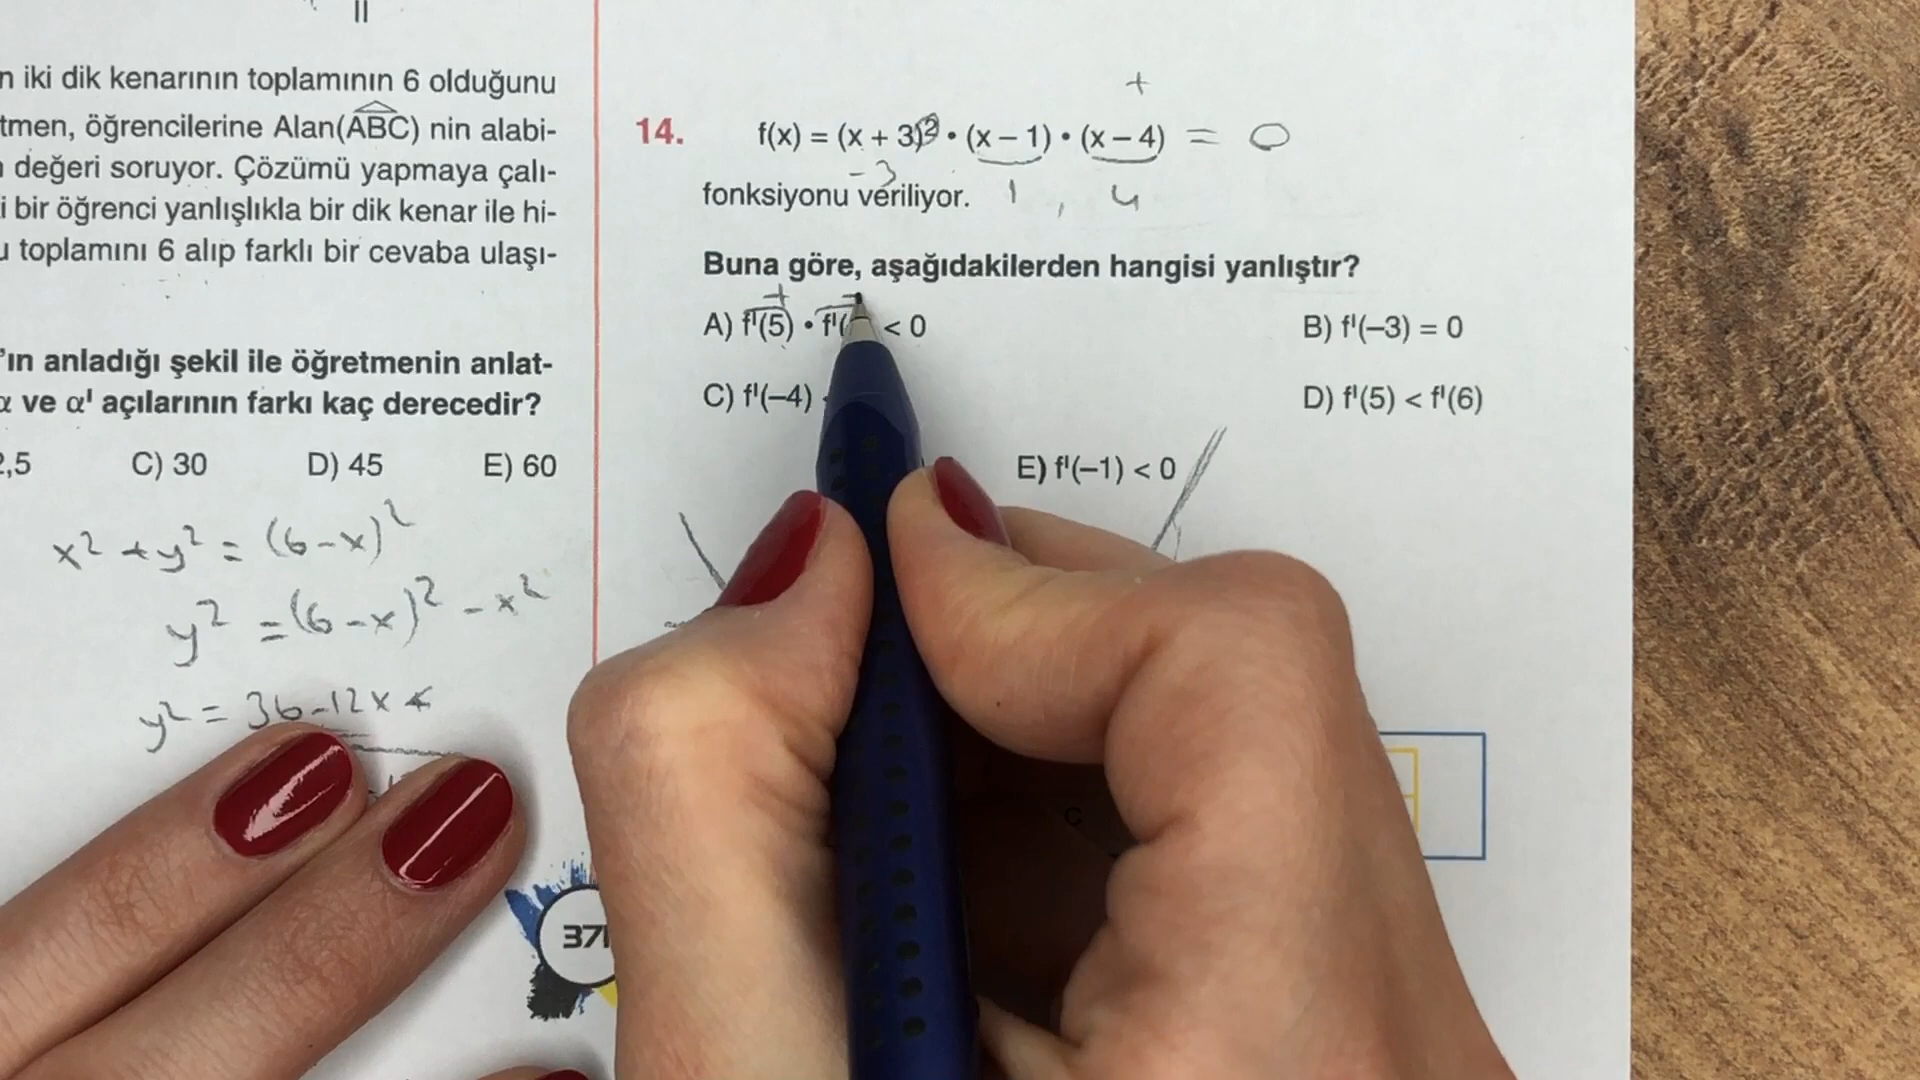 II
n iki dik kenarının toplamının 6 olduğunu
tmen, öğrencilerine Alan(ABC) nin alabi-
değeri soruyor. Çözümü yapmaya çalı-
i bir öğrenci yanlışlıkla bir dik kenar ile hi-
u toplamını 6 alıp farklı bir cevaba ulaşı-
'ın anladığı şekil ile öğretmenin anlat-
α ve α' açılarının farkı kaç derecedir?
2,5 C) 30 D) 45 E) 60
x² + y² = (6-x)²
y² = (6-x)² - x²
y² = 36-12x
371
+
14. f(x) = (x + 3)² • (x – 1) • (x – 4) = 0
-3
fonksiyonu veriliyor. 1 , 4
Buna göre, aşağıdakilerden hangisi yanlıştır?
+ -
A) f'(5) • f'( < 0 B) f'(–3) = 0
C) f'(–4) D) f'(5) < f'(6)
E) f'(–1) < 0